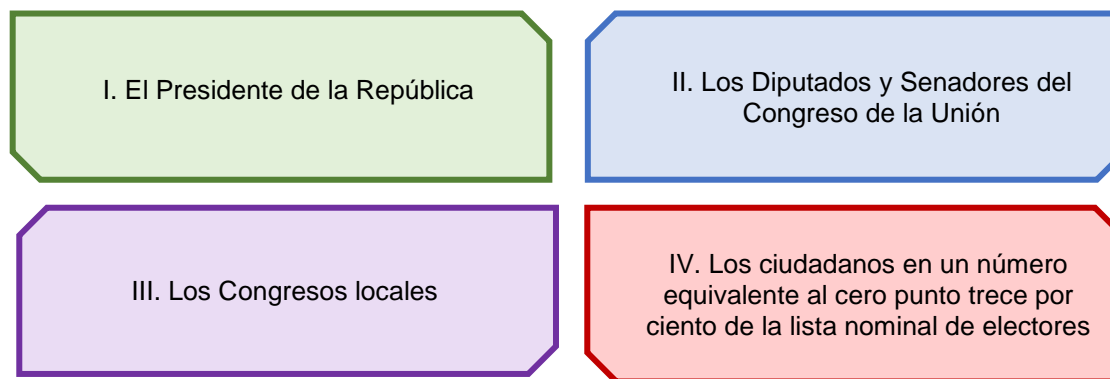 I. El Presidente de la República
II. Los Diputados y Senadores del
Congreso de la Unión
III. Los Congresos locales
IV. Los ciudadanos en un número
equivalente al cero punto trece por
ciento de la lista nominal de electores